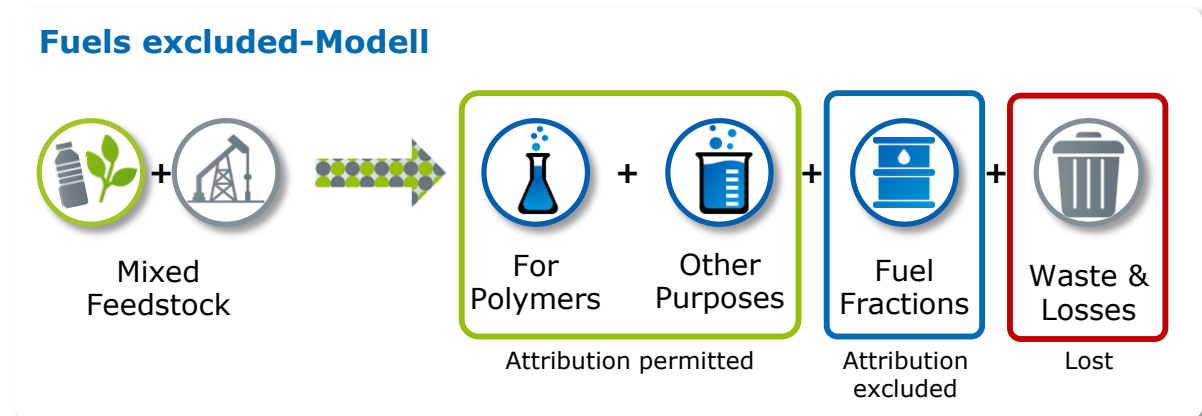 Fuels excluded-Modell
+
+
+
+
Mixed
Feedstock
For
Polymers
Other
Purposes
Fuel
Fractions
Waste &
Losses
Attribution permitted
Attribution
excluded
Lost